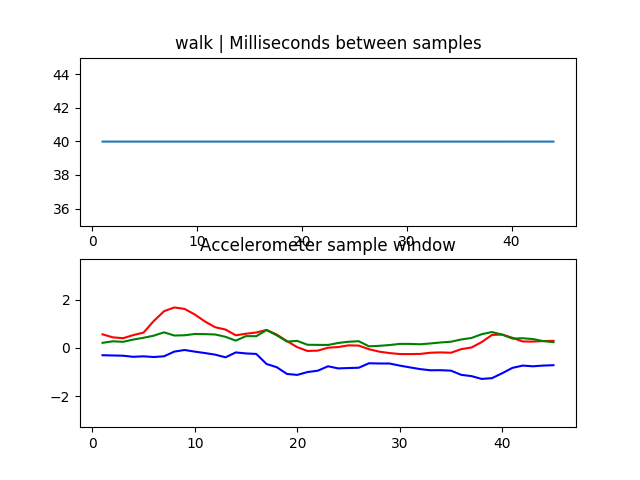 walk | Milliseconds between samples
44
42
40
38
36
0 10 20 30 40
Accelerometer sample window
2
0
−2
0 10 20 30 40